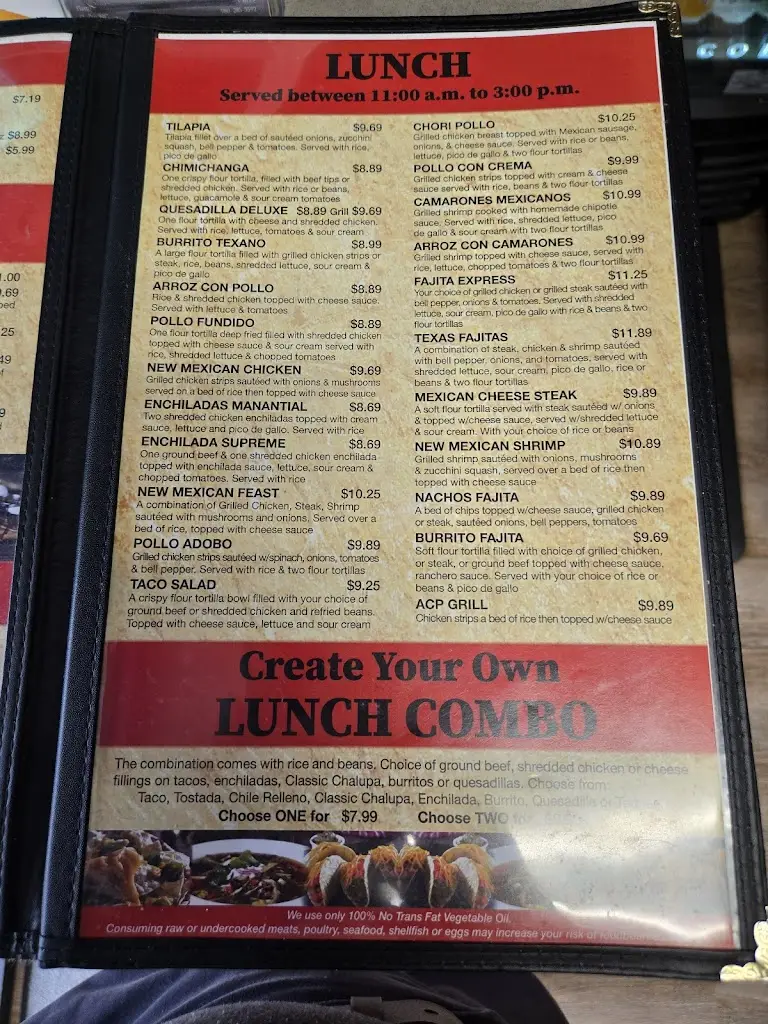 $7.19
$8.99
$5.99
LUNCH
Served between 11:00 a.m. to 3:00 p.m.
TILAPIA $9.69
Tilapia fillet over a bed of sautéed onions, zucchini
squash, bell pepper & tomatoes. Served with rice,
pico de gallo
CHIMICHANGA $8.89
One crispy flour tortilla, filled with beef tips or
shredded chicken. Served with rice or beans,
lettuce, guacamole & sour cream tomatoes
QUESADILLA DELUXE $8.89 Grill $9.69
One flour tortilla with cheese and shredded chicken.
Served with rice, lettuce, tomatoes & sour cream
BURRITO TEXANO $8.99
A large flour tortilla filled with grilled chicken strips or
steak, rice, beans, shredded lettuce, sour cream &
pico de gallo
ARROZ CON POLLO $8.89
Rice & shredded chicken topped with cheese sauce.
Served with lettuce & tomatoes
POLLO FUNDIDO $8.89
One flour tortilla deep fried filled with shredded chicken
topped with cheese & sour cream served with
rice, shredded lettuce & chopped tomatoes
NEW MEXICAN CHICKEN $9.69
Grilled chicken strips sautéed with onions & mushrooms
served on a bed of rice then topped with cheese sauce
ENCHILADAS MANANTIAL $8.69
Two shredded chicken enchiladas topped with cream
sauce, lettuce and pico de gallo. Served with rice
ENCHILADA SUPREME $8.69
One ground beef & one shredded chicken enchilada
topped with enchilada sauce, lettuce, sour cream &
chopped tomatoes. Served with rice
NEW MEXICAN FEAST $10.25
A combination of Grilled Chicken, Steak, Shrimp
sautéed with mushrooms and onions. Served over a
bed of rice, topped with cheese sauce
POLLO ADOBO $9.89
Grilled chicken strips sautéed w/spinach, onions, tomatoes
& bell pepper. Served with rice & two flour tortillas
TACO SALAD $9.25
A crispy flour tortilla bowl filled with your choice of
ground beef or shredded chicken and refried beans.
Topped with cheese sauce, lettuce and sour cream
CHORI POLLO $10.25
Grilled chicken breast topped with Mexican sausage,
onions, & cheese sauce. Served with rice or beans,
lettuce, pico de gallo & two flour tortillas
POLLO CON CREMA $9.99
Grilled chicken strips topped with cream & cheese
sauce served with rice, beans & two flour tortillas
CAMARONES MEXICANOS $10.99
Grilled shrimp cooked with homemade chipotle
sauce. Served with rice, shredded lettuce, pico
de gallo & sour cream with two flour tortillas
ARROZ CON CAMARONES $10.99
Grilled shrimp topped with cheese sauce, served with
rice, lettuce, chopped tomatoes & two flour tortillas
FAJITA EXPRESS $11.25
Your choice of grilled chicken or grilled steak sautéed with
bell pepper, onions & tomatoes. Served with shredded
lettuce, sour cream, pico de gallo with rice & beans & two
flour tortillas
TEXAS FAJITAS $11.89
A combination of steak, chicken & shrimp sautéed
with bell pepper, onions, and tomatoes, served with
shredded lettuce, sour cream, pico de gallo, rice or
beans & two flour tortillas
MEXICAN CHEESE STEAK $9.89
A soft flour tortilla served with steak sautéed w/ onions
& topped w/cheese sauce, served w/shredded lettuce
& sour cream. With your choice of rice or beans
NEW MEXICAN SHRIMP $10.89
Grilled shrimp sautéed with onions, mushrooms
& zucchini squash, served over a bed of rice then
topped with cheese sauce
NACHOS FAJITA $9.89
A bed of chips topped w/cheese sauce, grilled chicken
or steak, sautéed onions, bell peppers, tomatoes
BURRITO FAJITA $9.69
Soft flour tortilla filled with choice of grilled chicken,
or steak, or ground beef topped with cheese sauce,
ranchero sauce. Served with your choice of rice or
beans & pico de gallo
ACP GRILL $9.89
Chicken strips a bed of rice then topped w/cheese sauce
Create Your Own
LUNCH COMBO
The combination comes with rice and beans. Choice of ground beef, shredded chicken or cheese
fillings on tacos, enchiladas, Classic Chalupa, burritos or quesadillas. Choose from:
Taco, Tostada, Chile Relleno, Classic Chalupa, Enchilada, Burrito, Quesadilla or
Choose ONE for $7.99 Choose TWO for
We use only 100% No Trans Fat Vegetable Oil.
Consuming raw or undercooked meats, poultry, seafood, shellfish or eggs may increase your risk of